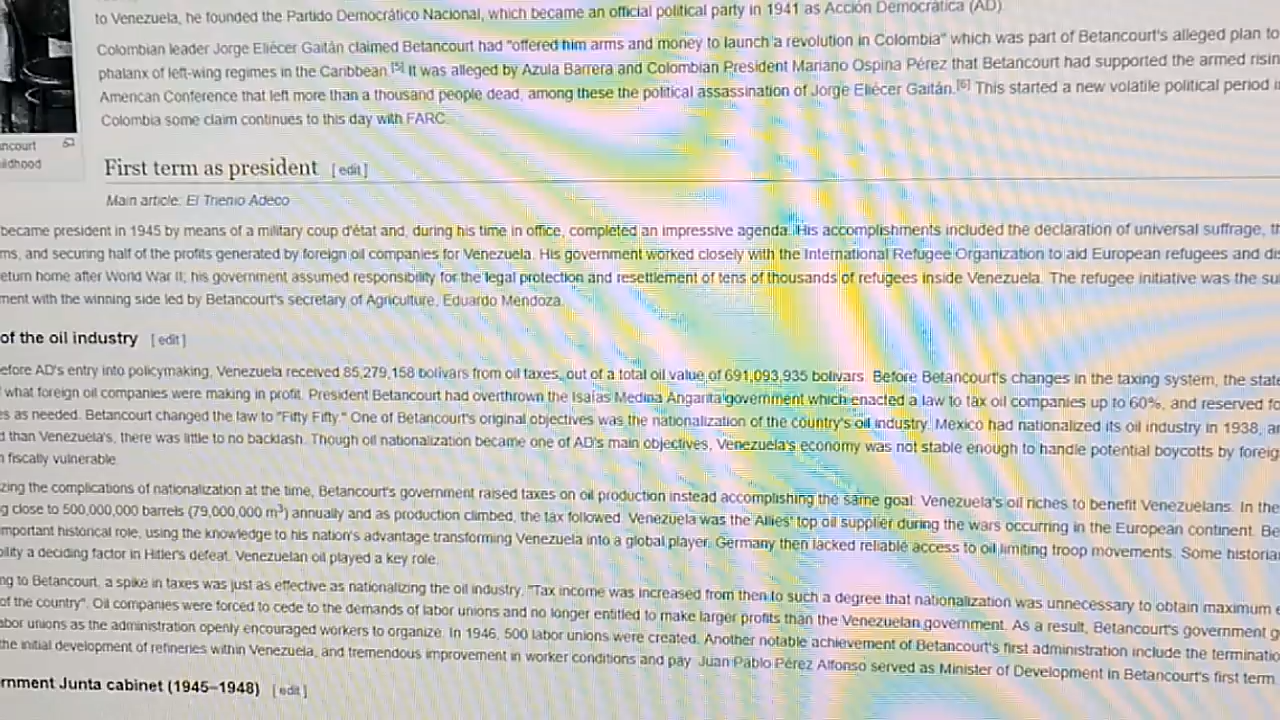 to Venezuela, he founded the Partido Democrático Nacional, which became an official political party in 1941 as Acción Democrática (AD)
Colombian leader Jorge Eliécer Gaitán claimed Betancourt had "offered him arms and money to launch a revolution in Colombia" which was part of Betancourt's alleged plan to
phalanx of left-wing regimes in the Caribbean.[5] It was alleged by Azula Barrera and Colombian President Mariano Ospina Pérez that Betancourt had supported the armed risin
American Conference that left more than a thousand people dead, among these the political assassination of Jorge Eliécer Gaitán.[6] This started a new volatile political period i
Colombia some claim continues to this day with FARC.
ncourt
ildhood
First term as president [edit]
Main article: El Trienio Adeco
became president in 1945 by means of a military coup d'état and, during his time in office, completed an impressive agenda. His accomplishments included the declaration of universal suffrage, th
ms, and securing half of the profits generated by foreign oil companies for Venezuela. His government worked closely with the International Refugee Organization to aid European refugees and dis
eturn home after World War II; his government assumed responsibility for the legal protection and resettlement of tens of thousands of refugees inside Venezuela. The refugee initiative was the su
ment with the winning side led by Betancourt's secretary of Agriculture, Eduardo Mendoza.
of the oil industry [edit]
efore AD's entry into policymaking, Venezuela received 85,279,158 bolivars from oil taxes, out of a total oil value of 691,093,935 bolivars. Before Betancourt's changes in the taxing system, the stat
what foreign oil companies were making in profit. President Betancourt had overthrown the Isaías Medina Angarita government which enacted a law to tax oil companies up to 60%, and reserved fo
es as needed. Betancourt changed the law to "Fifty Fifty." One of Betancourt's original objectives was the nationalization of the country's oil industry. Mexico had nationalized its oil industry in 1938, an
d than Venezuela's, there was little to no backlash. Though oil nationalization became one of AD's main objectives, Venezuela's economy was not stable enough to handle potential boycotts by foreig
n fiscally vulnerable.
zing the complications of nationalization at the time, Betancourt's government raised taxes on oil production instead accomplishing the same goal: Venezuela's oil riches to benefit Venezuelans. In the
g close to 500,000,000 barrels (79,000,000 m3) annually and as production climbed, the tax followed. Venezuela was the Allies' top oil supplier during the wars occurring in the European continent. Be
important historical role, using the knowledge to his nation's advantage transforming Venezuela into a global player. Germany then lacked reliable access to oil limiting troop movements. Some historia
bility a deciding factor in Hitler's defeat. Venezuelan oil played a key role.
ng to Betancourt, a spike in taxes was just as effective as nationalizing the oil industry, "Tax income was increased from then to such a degree that nationalization was unnecessary to obtain maximum
of the country". Oil companies were forced to cede to the demands of labor unions and no longer entitled to make larger profits than the Venezuelan government. As a result, Betancourt's government g
abor unions as the administration openly encouraged workers to organize. In 1946, 500 labor unions were created. Another notable achievement of Betancourt's first administration include the terminatio
the initial development of refineries within Venezuela, and tremendous improvement in worker conditions and pay. Juan Pablo Pérez Alfonso served as Minister of Development in Betancourt's first term.
rnment Junta cabinet (1945–1948) [edit]